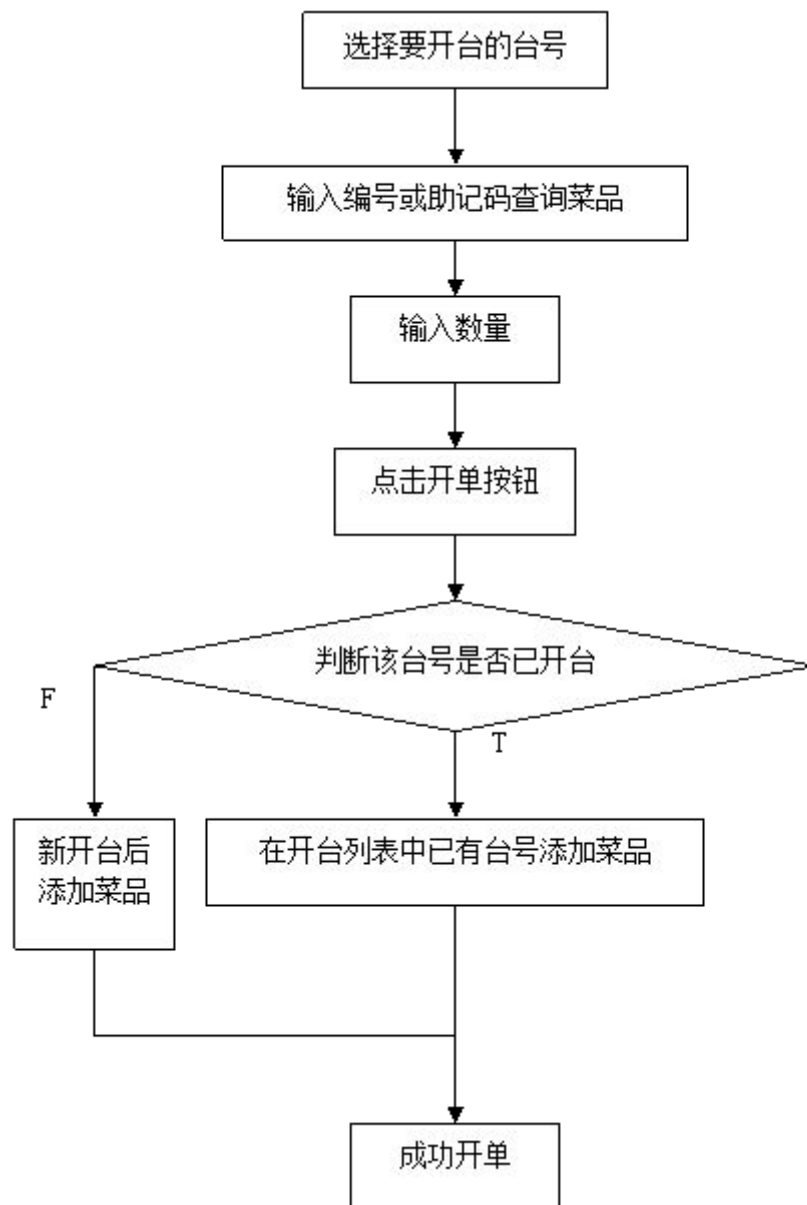 选择要开台的台号
输入编号或助记码查询菜品
输入数量
点击开单按钮
判断该台号是否已开台
F
T
新开台后
添加菜品
在开台列表中已有台号添加菜品
成功开单